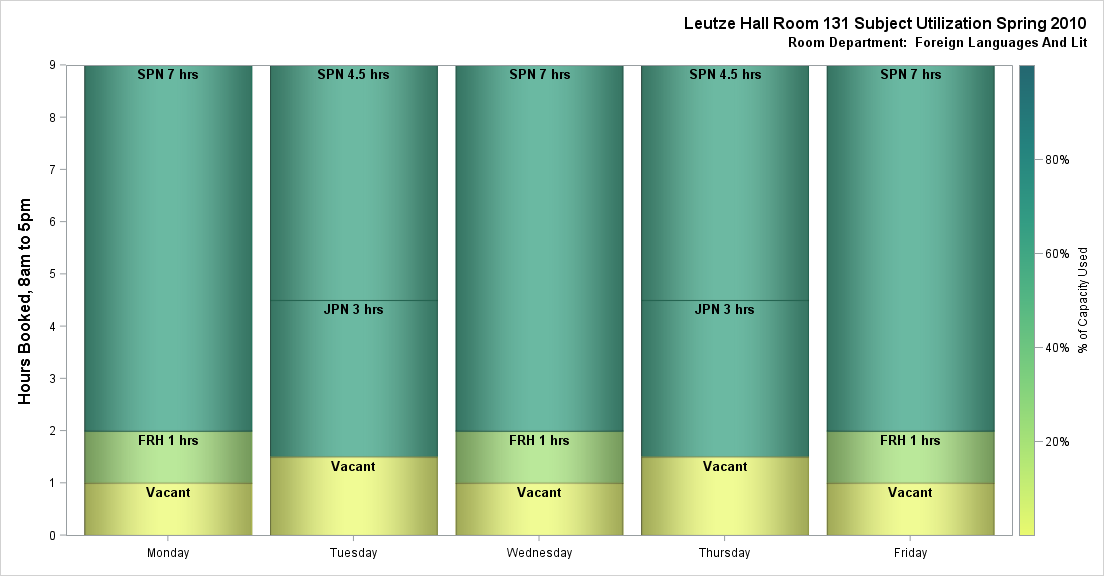 Leutze Hall Room 131 Subject Utilization Spring 2010
Room Department:  Foreign Languages And Lit
Hours Booked, 8am to 5pm
9
8
7
6
5
4
3
2
1
0
SPN 7 hrs
FRH 1 hrs
Vacant
Monday
SPN 4.5 hrs
JPN 3 hrs
Vacant
Tuesday
SPN 7 hrs
FRH 1 hrs
Vacant
Wednesday
SPN 4.5 hrs
JPN 3 hrs
Vacant
Thursday
SPN 7 hrs
FRH 1 hrs
Vacant
Friday
80%
60%
40%
20%
% of Capacity Used